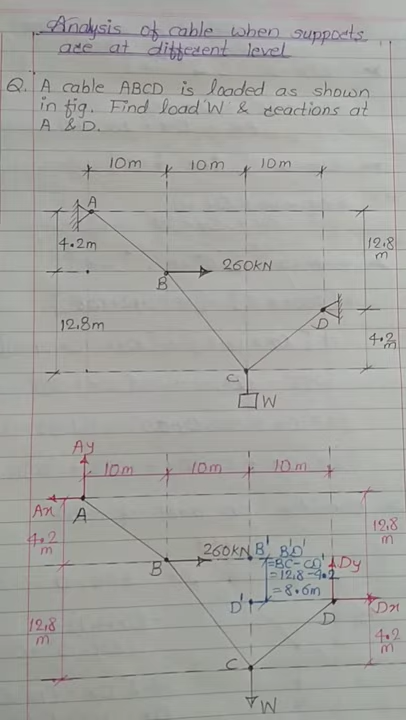 Analysis of cable when supports
are at different level
Q. A cable ABCD is loaded as shown
in fig. Find load W & reactions at
A & D.
10m 10m 10m
A
4.2m
12.8
m
260KN
B
12.8m
D
4.2
m
C
W
Ay
10m 10m 10m
Ax
A
4.2
m
12.8
m
260KN B' B'D'
=BC-CD'
=12.8-4.2
=8.6m
Dy
B
D'
D
Dx
12.8
m
4.2
m
C
W